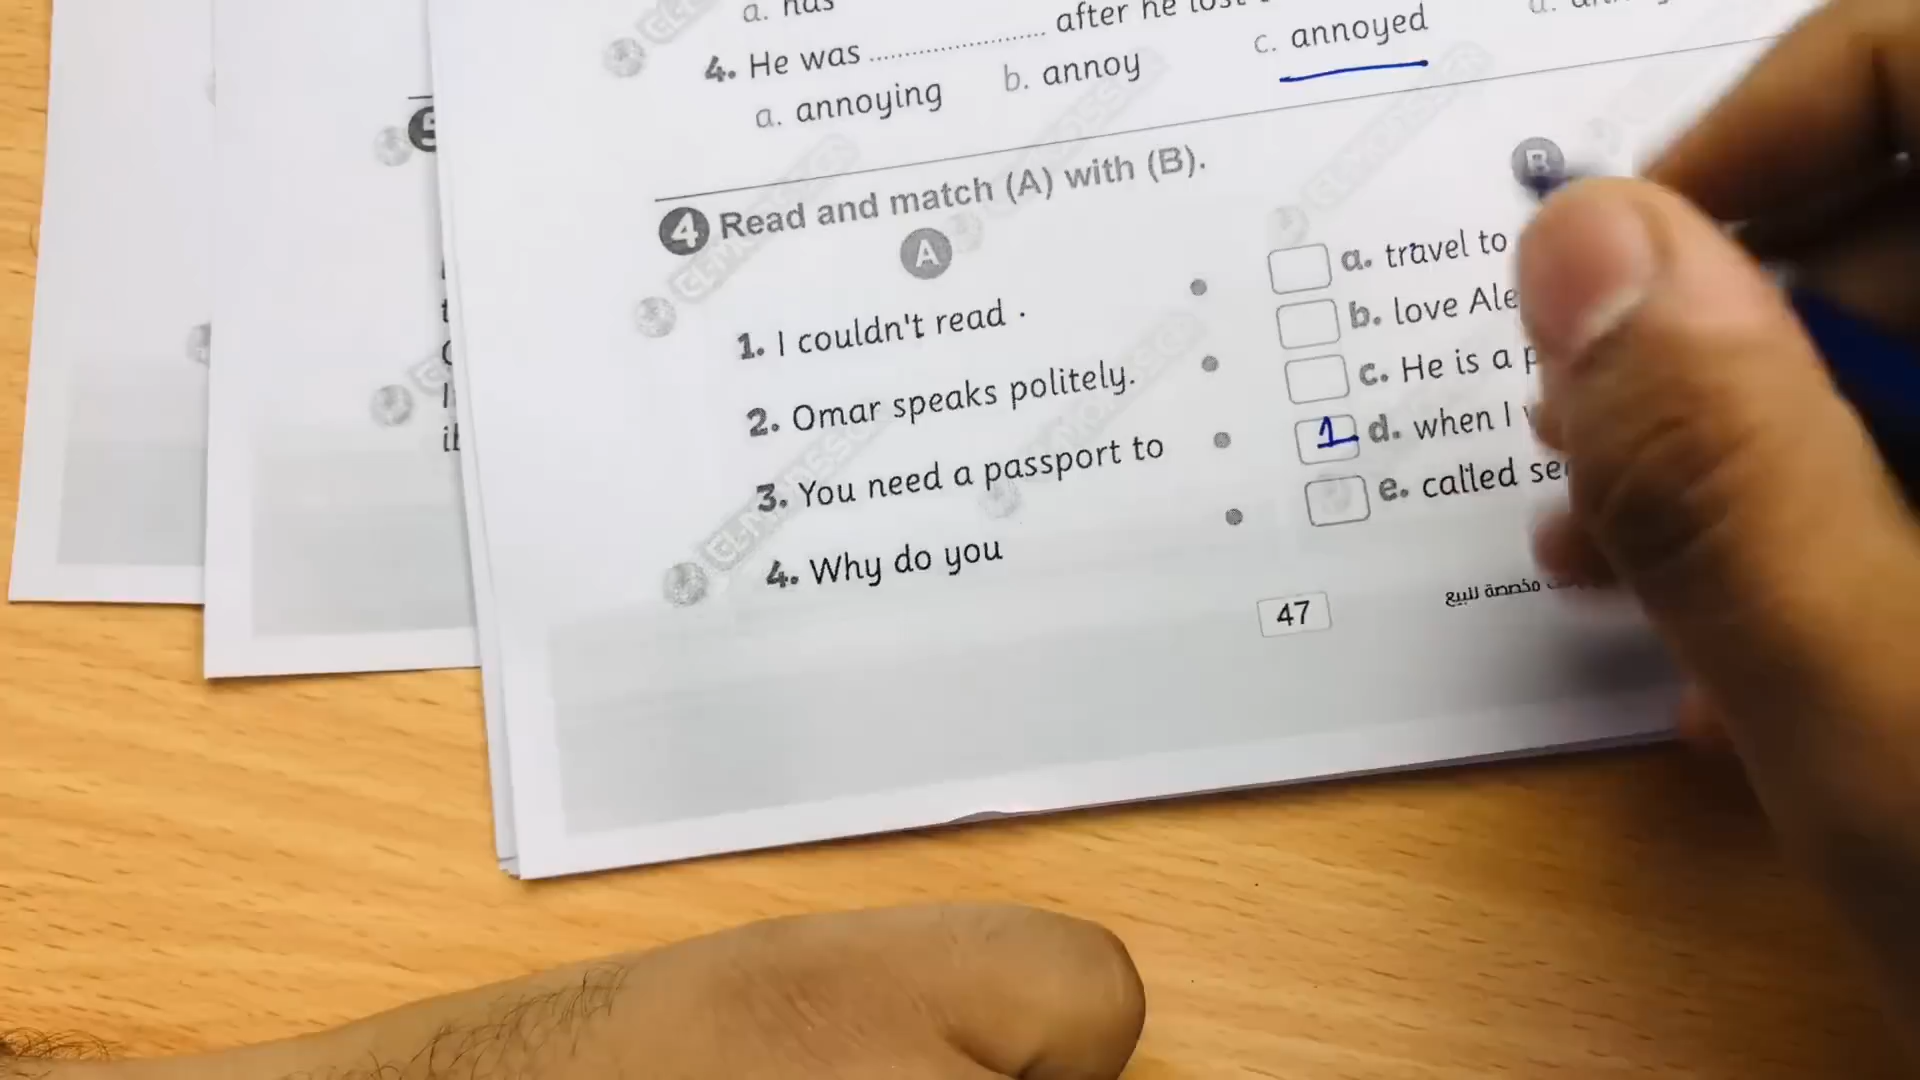 a. has
4. He was .......................... after he lost
a. annoying b. annoy c. annoyed d.
5
4 Read and match (A) with (B).
A B
1. I couldn't read .
2. Omar speaks politely.
3. You need a passport to
4. Why do you
a. travel to
b. love Ale
c. He is a p
1 d. when I
e. called se
47
مخصصة للبيع